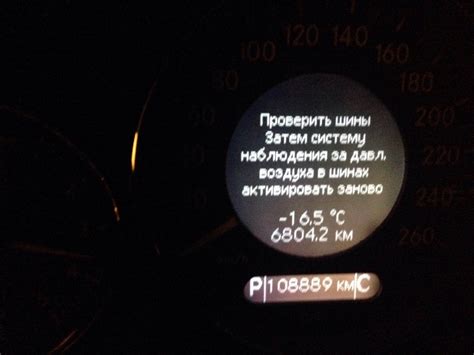 80
100
120
140
160
200
220
240
260
Проверить шины
Затем систему
наблюдения за давл.
воздуха в шинах
активировать заново
-16,5 °C
6804.2 км
P 108889 км C